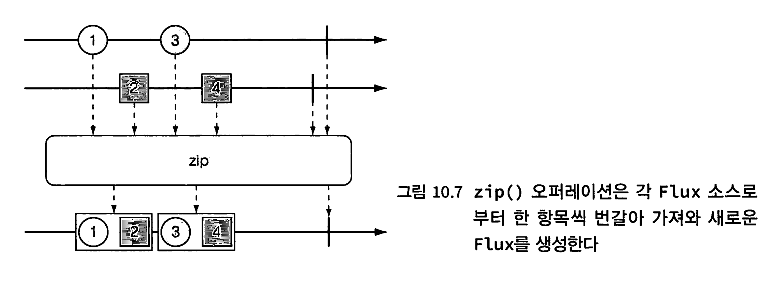 1 3
2 4
zip
1 2 3 4
그림 10.7 zip() 오퍼레이션은 각 Flux 소스로
부터 한 항목씩 번갈아 가져와 새로운
Flux를 생성한다